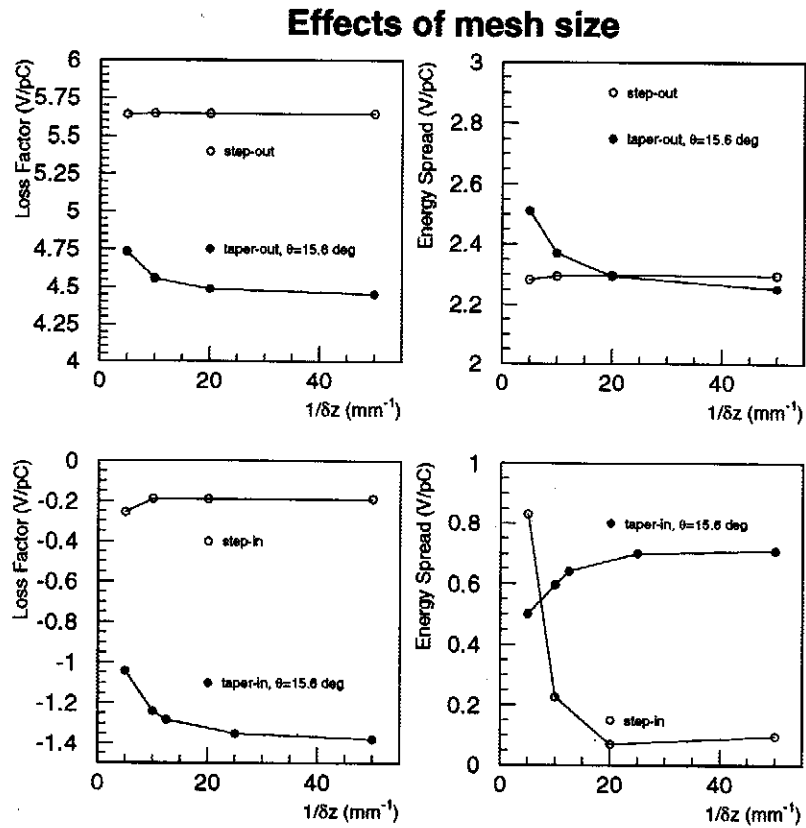 Effects of mesh size
Loss Factor (V/pC)
6
5.75
5.5
5.25
5
4.75
4.5
4.25
4
step-out
taper-out, θ=15.6 deg
0 20 40
1/δz (mm⁻¹)
Energy Spread (V/pC)
3
2.8
2.6
2.4
2.2
2
step-out
taper-out, θ=15.6 deg
0 20 40
1/δz (mm⁻¹)
Loss Factor (V/pC)
0
-0.2
-0.4
-0.6
-0.8
-1
-1.2
-1.4
step-in
taper-in, θ=15.6 deg
0 20 40
1/δz (mm⁻¹)
Energy Spread (V/pC)
1
0.8
0.6
0.4
0.2
0
taper-in, θ=15.6 deg
step-in
0 20 40
1/δz (mm⁻¹)